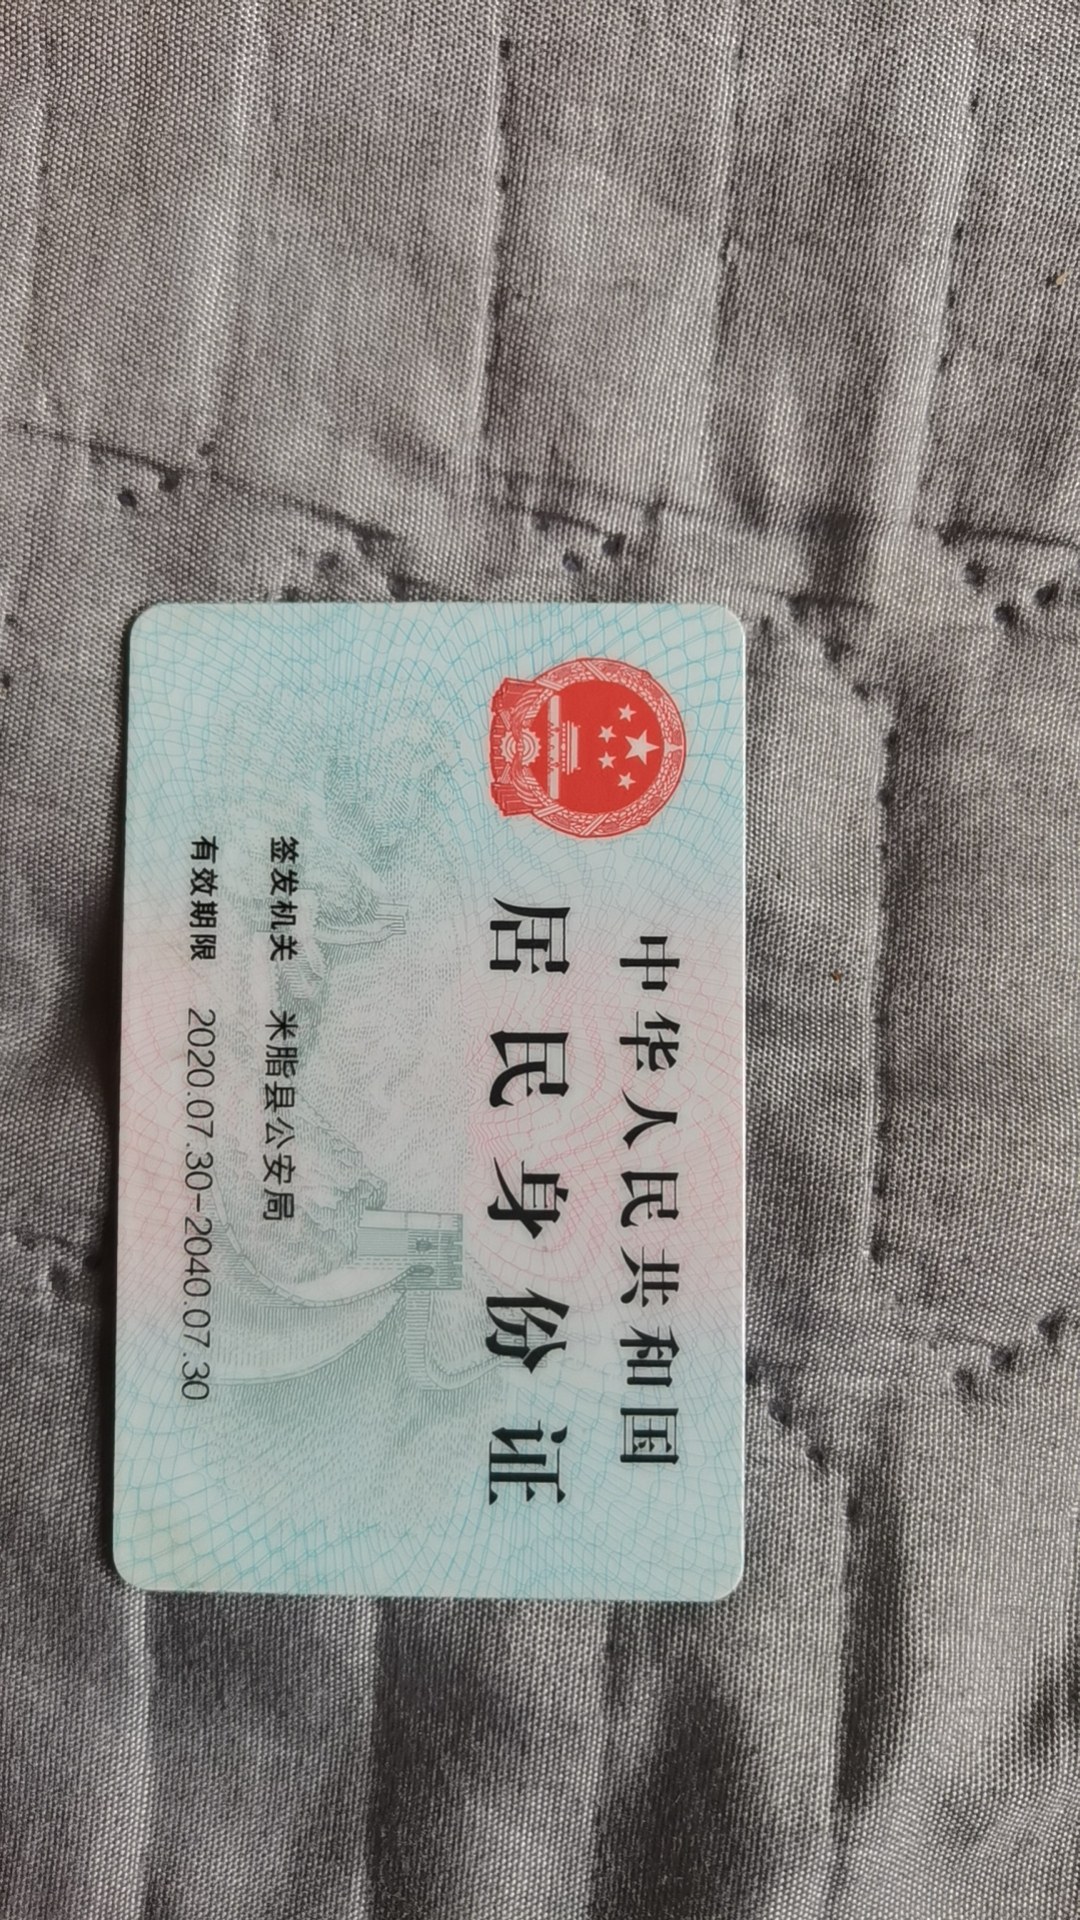 中华人民共和国
居民身份证
签发机关 米脂县公安局
有效期限 2020.07.30-2040.07.30